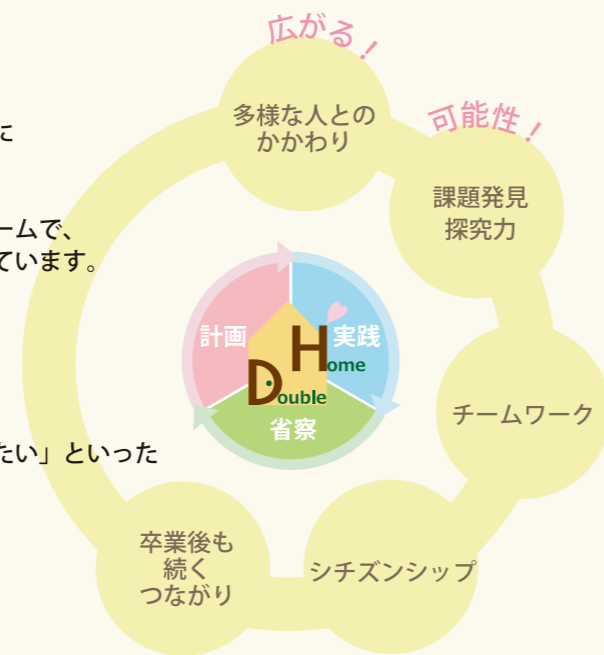 広がる!
多様な人との
かかわり
可能性!
課題発見
探究力
に
ームで、
ています。
計画
実践
Double
Home
省察
チームワーク
たい」といった
卒業後も
続く
つながり
シチズンシップ